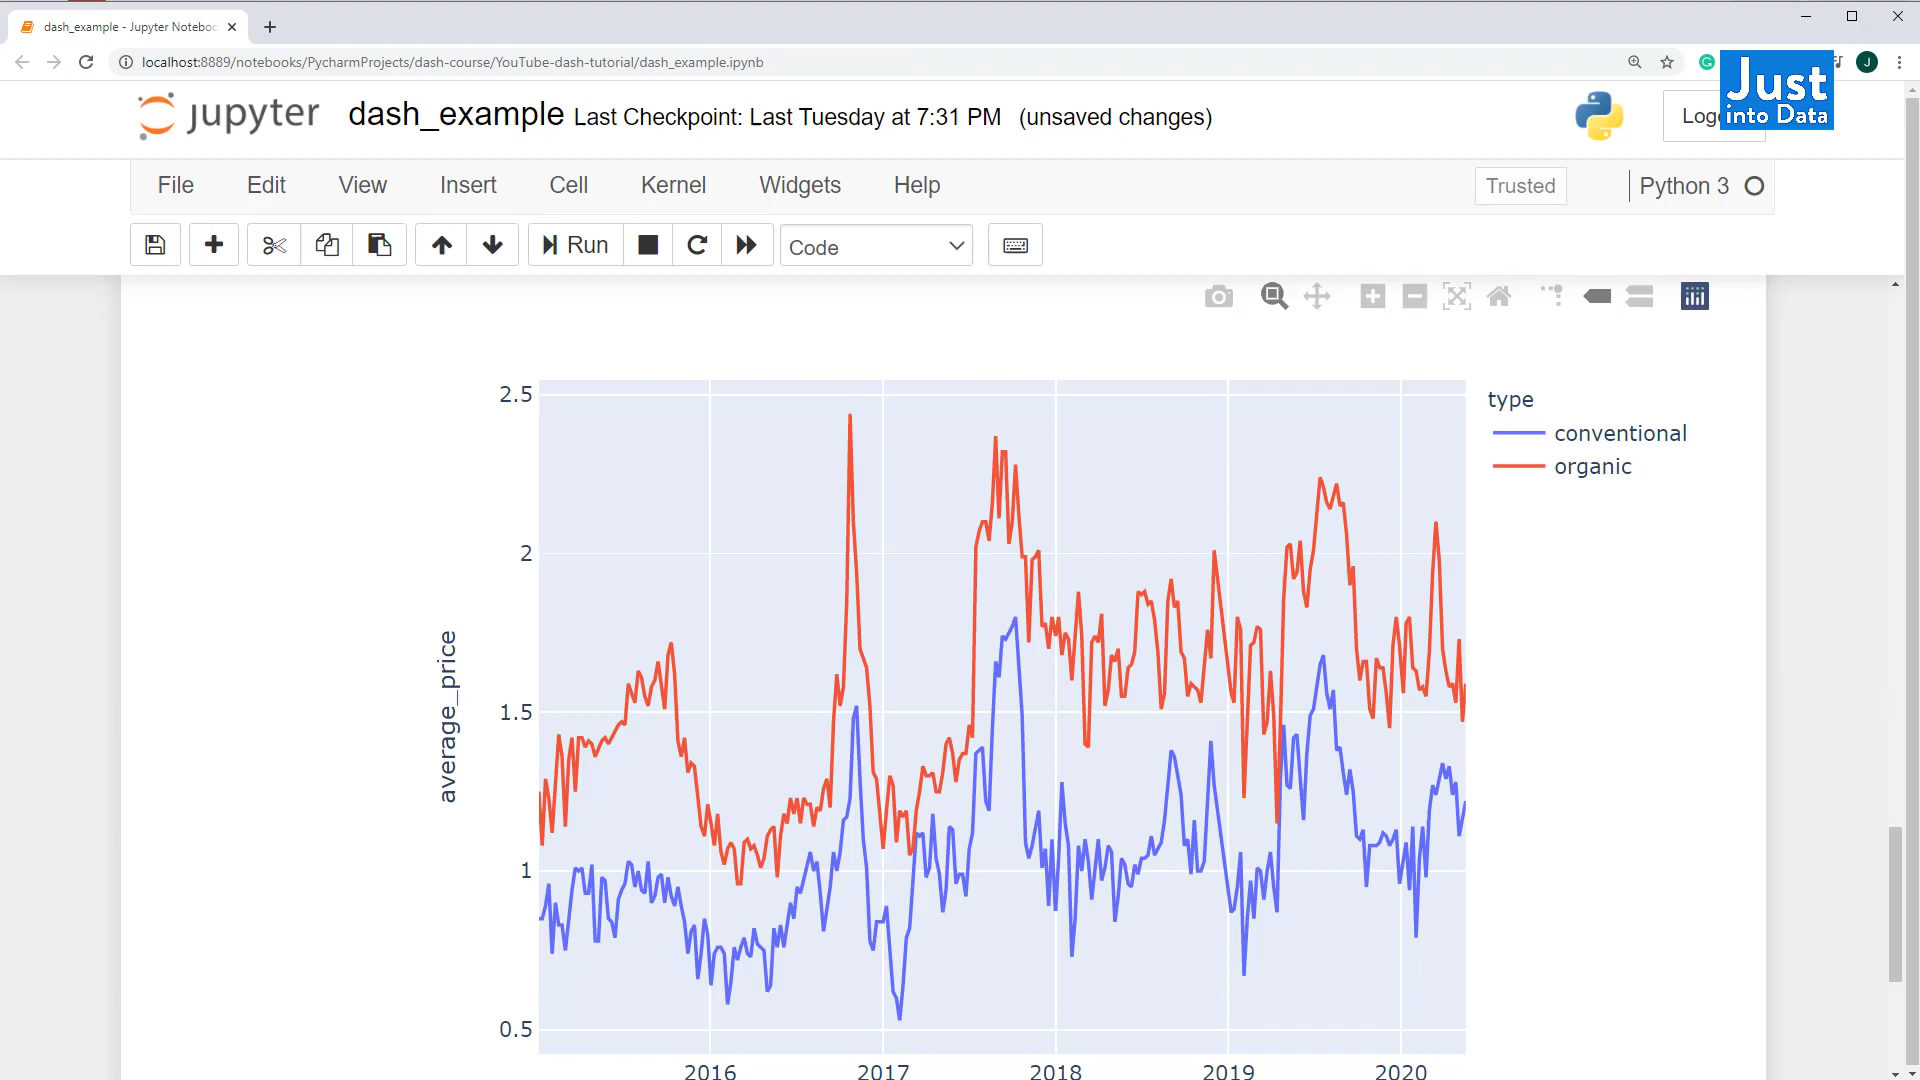 dash_example - Jupyter Notebo
localhost:8889/notebooks/PycharmProjects/dash-course/YouTube-dash-tutorial/dash_example.ipynb
J
Just
into Data
jupyter dash_example Last Checkpoint: Last Tuesday at 7:31 PM (unsaved changes)
File Edit View Insert Cell Kernel Widgets Help Trusted Python 3
Run Code
2.5
2
1.5
1
0.5
average_price
type
conventional
organic
2016 2017 2018 2019 2020